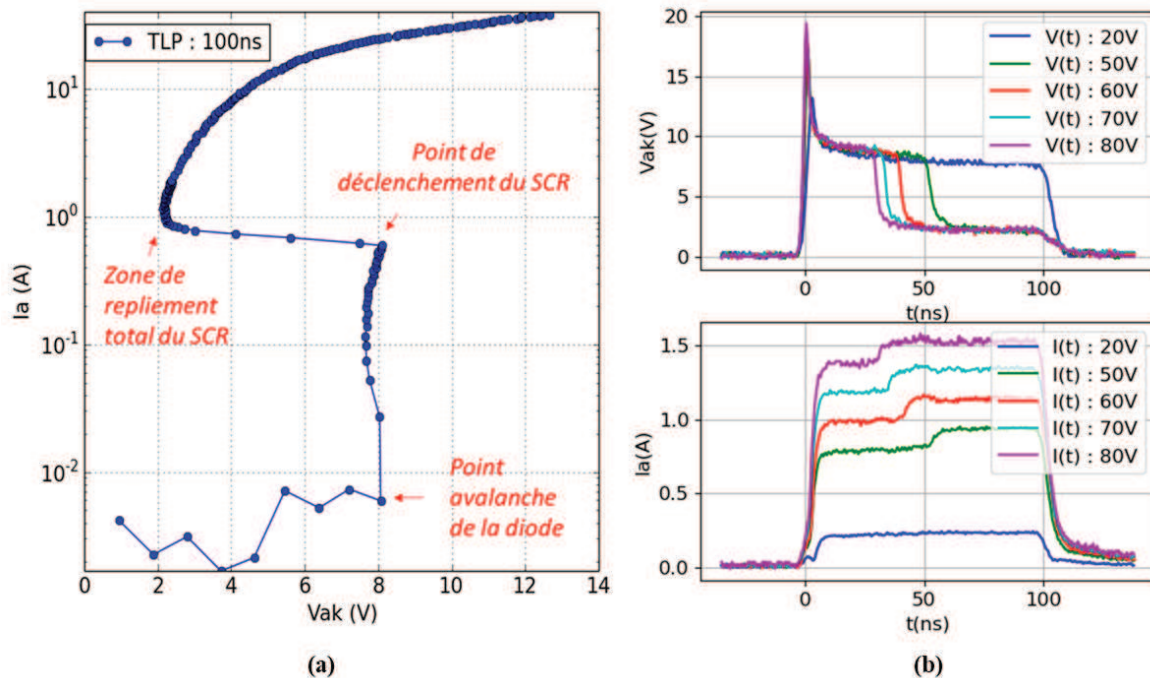 TLP : 100ns
Point de
déclenchement du SCR
Zone de
repliement
total du SCR
Point
avalanche
de la diode
10¹
10⁰
10⁻¹
10⁻²
Ia (A)
0 2 4 6 8 10 12 14
Vak (V)
(a)
20
15
10
5
0
Vak(V)
V(t) : 20V
V(t) : 50V
V(t) : 60V
V(t) : 70V
V(t) : 80V
0 50 100
t(ns)
1.5
1.0
0.5
0.0
Ia(A)
I(t) : 20V
I(t) : 50V
I(t) : 60V
I(t) : 70V
I(t) : 80V
0 50 100
t(ns)
(b)